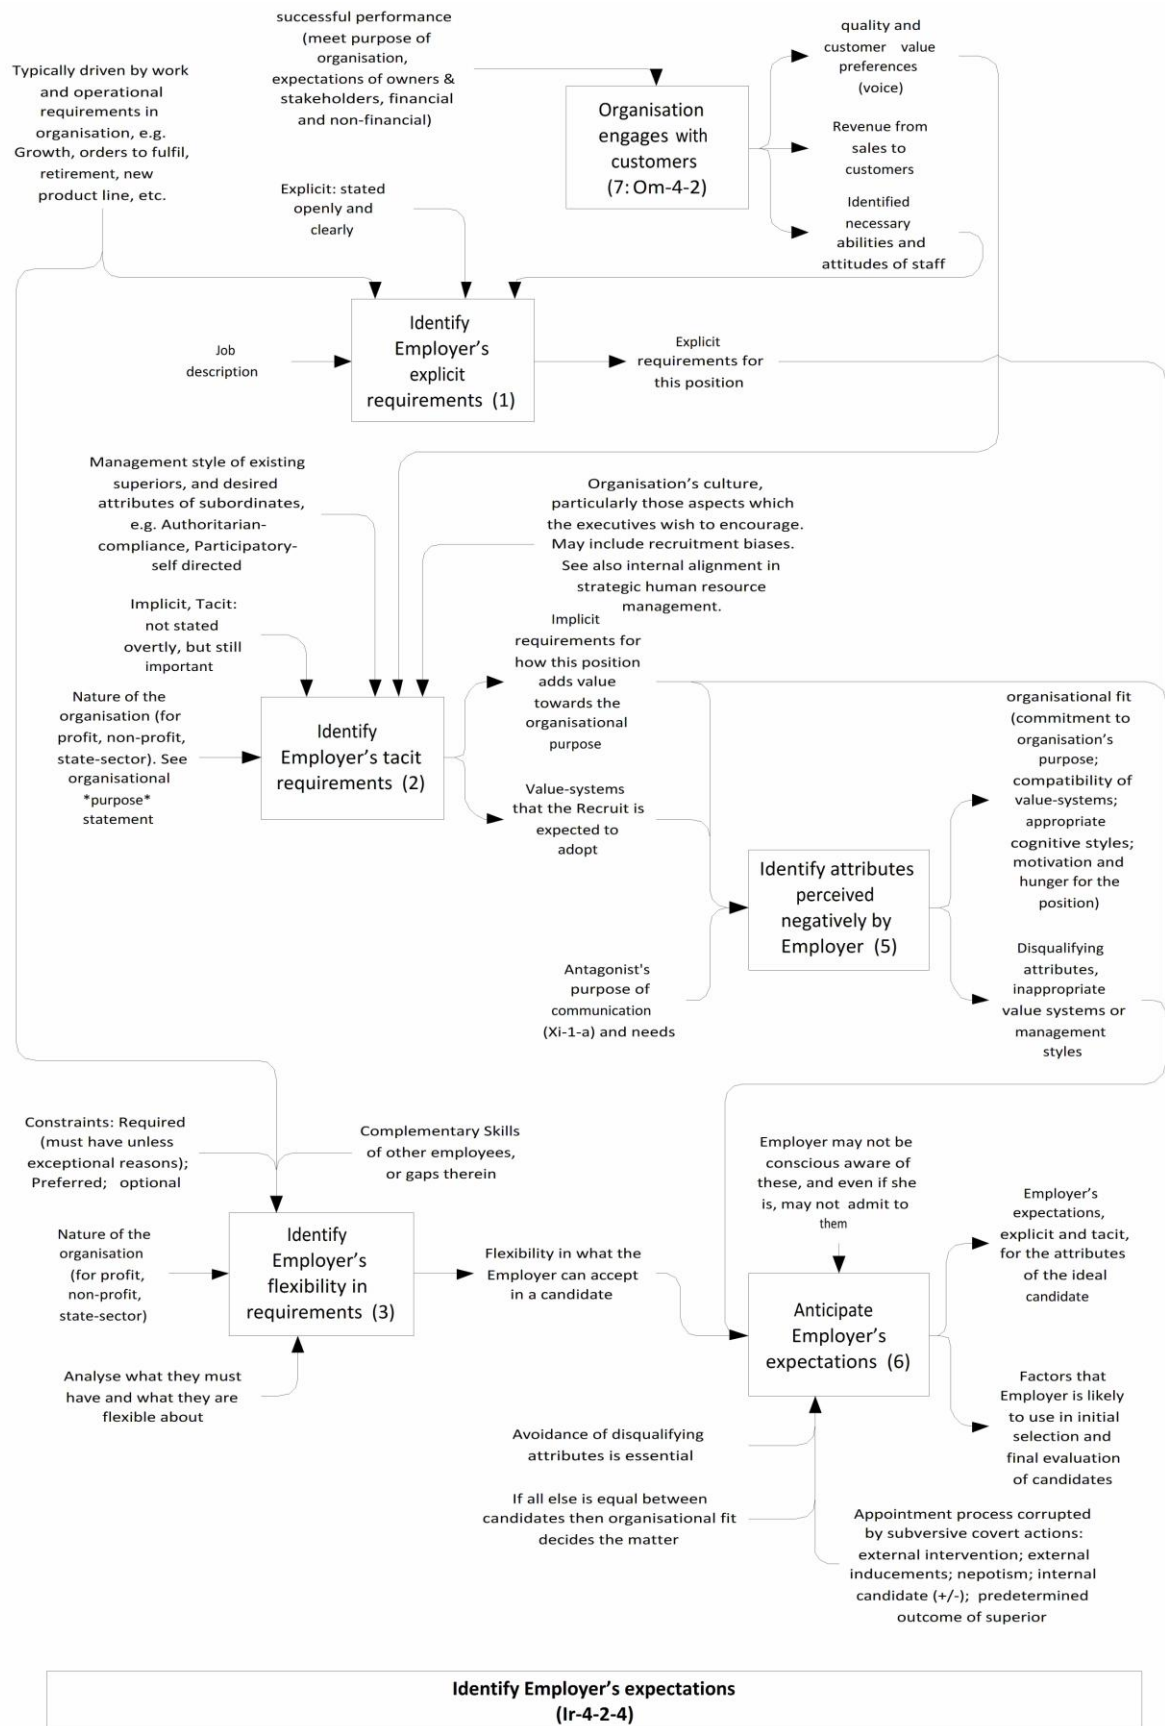 successful performance
(meet purpose of
organisation,
expectations of owners &
stakeholders, financial
and non-financial)
quality and
customer value
preferences
(voice)
Typically driven by work
and operational
requirements in
organisation, e.g.
Growth, orders to fulfil,
retirement, new
product line, etc.
Organisation
engages with
customers
(7: Om-4-2)
Revenue from
sales to
customers
Explicit: stated
openly and
clearly
Identified
necessary
abilities and
attitudes of staff
Job
description
Identify
Employer's
explicit
requirements (1)
Explicit
requirements for
this position
Management style of existing
superiors, and desired
attributes of subordinates,
e.g. Authoritarian-
compliance, Participatory-
self directed
Organisation's culture,
particularly those aspects which
the executives wish to encourage.
May include recruitment biases.
See also internal alignment in
strategic human resource
management.
Implicit, Tacit:
not stated
overtly, but still
important
Implicit
requirements for
how this position
adds value
towards the
organisational
purpose
Nature of the
organisation (for
profit, non-profit,
state-sector). See
organisational
*purpose*
statement
Identify
Employer's tacit
requirements (2)
Value-systems
that the Recruit is
expected to
adopt
organisational fit
(commitment to
organisation's
purpose;
compatibility of
value-systems;
appropriate
cognitive styles;
motivation and
hunger for the
position)
Identify attributes
perceived
negatively by
Employer (5)
Antagonist's
purpose of
communication
(Xi-1-a) and needs
Disqualifying
attributes,
inappropriate
value systems or
management
styles
Constraints: Required
(must have unless
exceptional reasons);
Preferred; optional
Complementary Skills
of other employees,
or gaps therein
Employer may not be
conscious aware of
these, and even if she
is, may not admit to
them
Nature of the
organisation
(for profit,
non-profit,
state-sector)
Identify
Employer's
flexibility in
requirements (3)
Flexibility in what the
Employer can accept
in a candidate
Anticipate
Employer's
expectations (6)
Employer's
expectations,
explicit and tacit,
for the attributes
of the ideal
candidate
Analyse what they must
have and what they are
flexible about
Factors that
Employer is likely
to use in initial
selection and
final evaluation
of candidates
Avoidance of disqualifying
attributes is essential
If all else is equal between
candidates then organisational fit
decides the matter
Appointment process corrupted
by subversive covert actions:
external intervention; external
inducements; nepotism; internal
candidate (+/-); predetermined
outcome of superior
Identify Employer's expectations
(Ir-4-2-4)